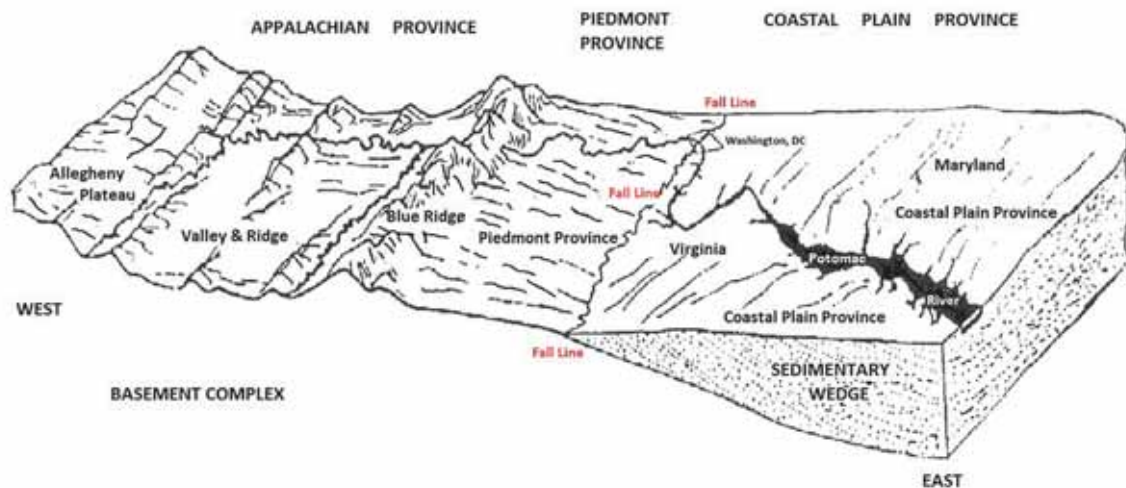 APPALACHIAN PROVINCE
PIEDMONT
PROVINCE
COASTAL PLAIN PROVINCE
Fall Line
Washington, DC
Maryland
Allegheny
Plateau
Fall Line
Blue Ridge
Coastal Plain Province
Valley & Ridge
Piedmont Province
Virginia
Potomac
River
WEST
Coastal Plain Province
Fall Line
SEDIMENTARY
WEDGE
BASEMENT COMPLEX
EAST